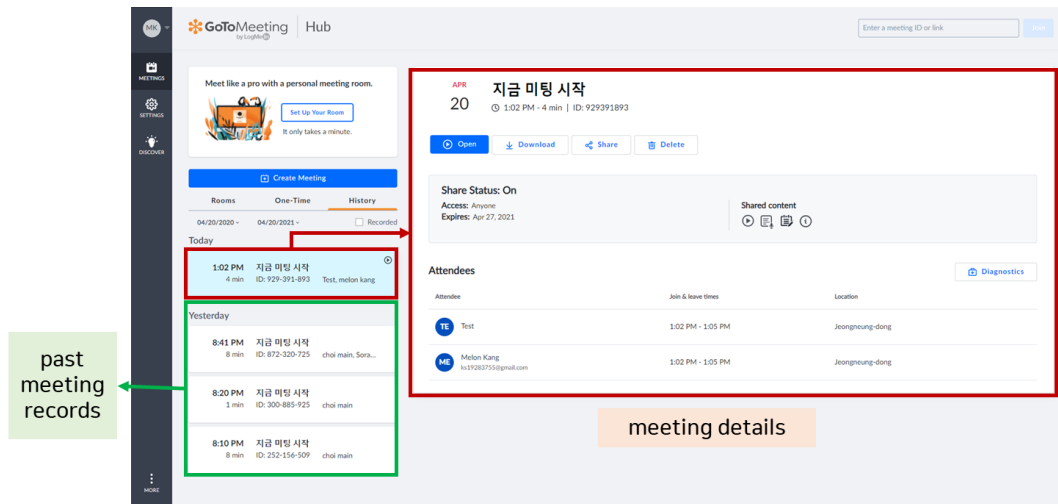 MK
GoToMeeting Hub
by LogMeIn
Enter a meeting ID or link
MEETINGS
SETTINGS
DISCOVER
MORE
Meet like a pro with a personal meeting room.
Set Up Your Room
It only takes a minute.
Create Meeting
Rooms One-Time History
04/20/2020 04/20/2021 Recorded
Today
1:02 PM 지금 미팅 시작
4 min ID: 929-391-893 Test, melon kang
Yesterday
8:41 PM 지금 미팅 시작
8 min ID: 872-320-725 choi main, Sora...
8:20 PM 지금 미팅 시작
1 min ID: 300-885-925 choi main
8:10 PM 지금 미팅 시작
8 min ID: 252-156-509 choi main
past
meeting
records
APR
20
지금 미팅 시작
1:02 PM - 4 min | ID: 929391893
Open Download Share Delete
Share Status: On
Access: Anyone
Expires: Apr 27, 2021
Shared content
Attendees
Diagnostics
Attendee Join & leave times Location
TE Test 1:02 PM - 1:05 PM Jeongneung-dong
ME Melon Kang 1:02 PM - 1:05 PM Jeongneung-dong
ks19283755@gmail.com
meeting details